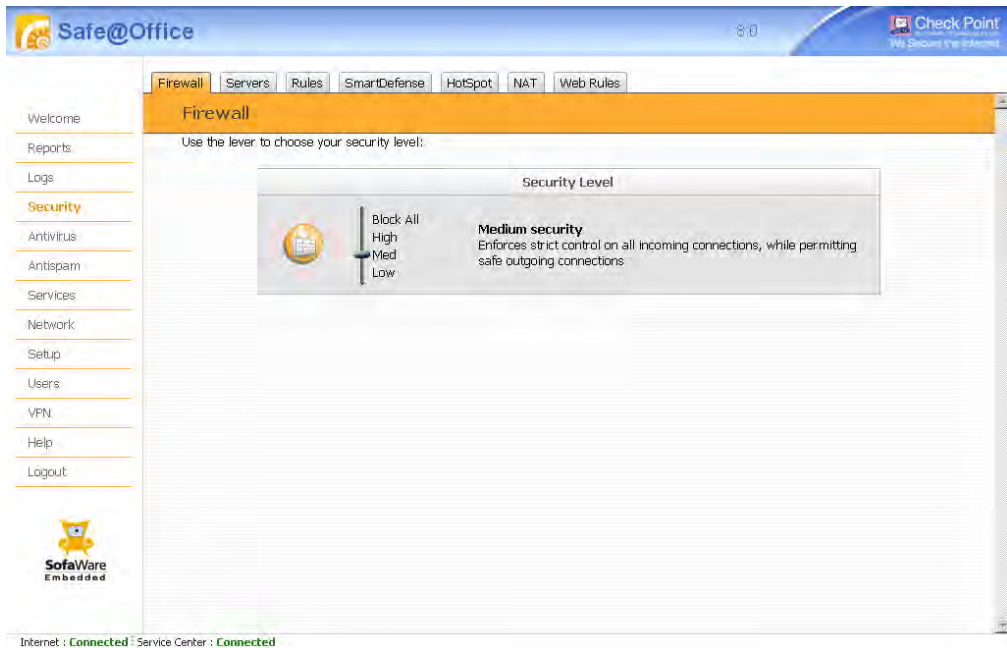 Safe@Office
8.0
Check Point
We Secure the Internet
Firewall
Servers
Rules
SmartDefense
HotSpot
NAT
Web Rules
Firewall
Use the lever to choose your security level:
Welcome
Reports
Logs
Security
Antivirus
Antispam
Services
Network
Setup
Users
VPN
Help
Logout
Security Level
Block All
High
Med
Low
Medium security
Enforces strict control on all incoming connections, while permitting
safe outgoing connections
SofaWare
Embedded
Internet : Connected Service Center : Connected